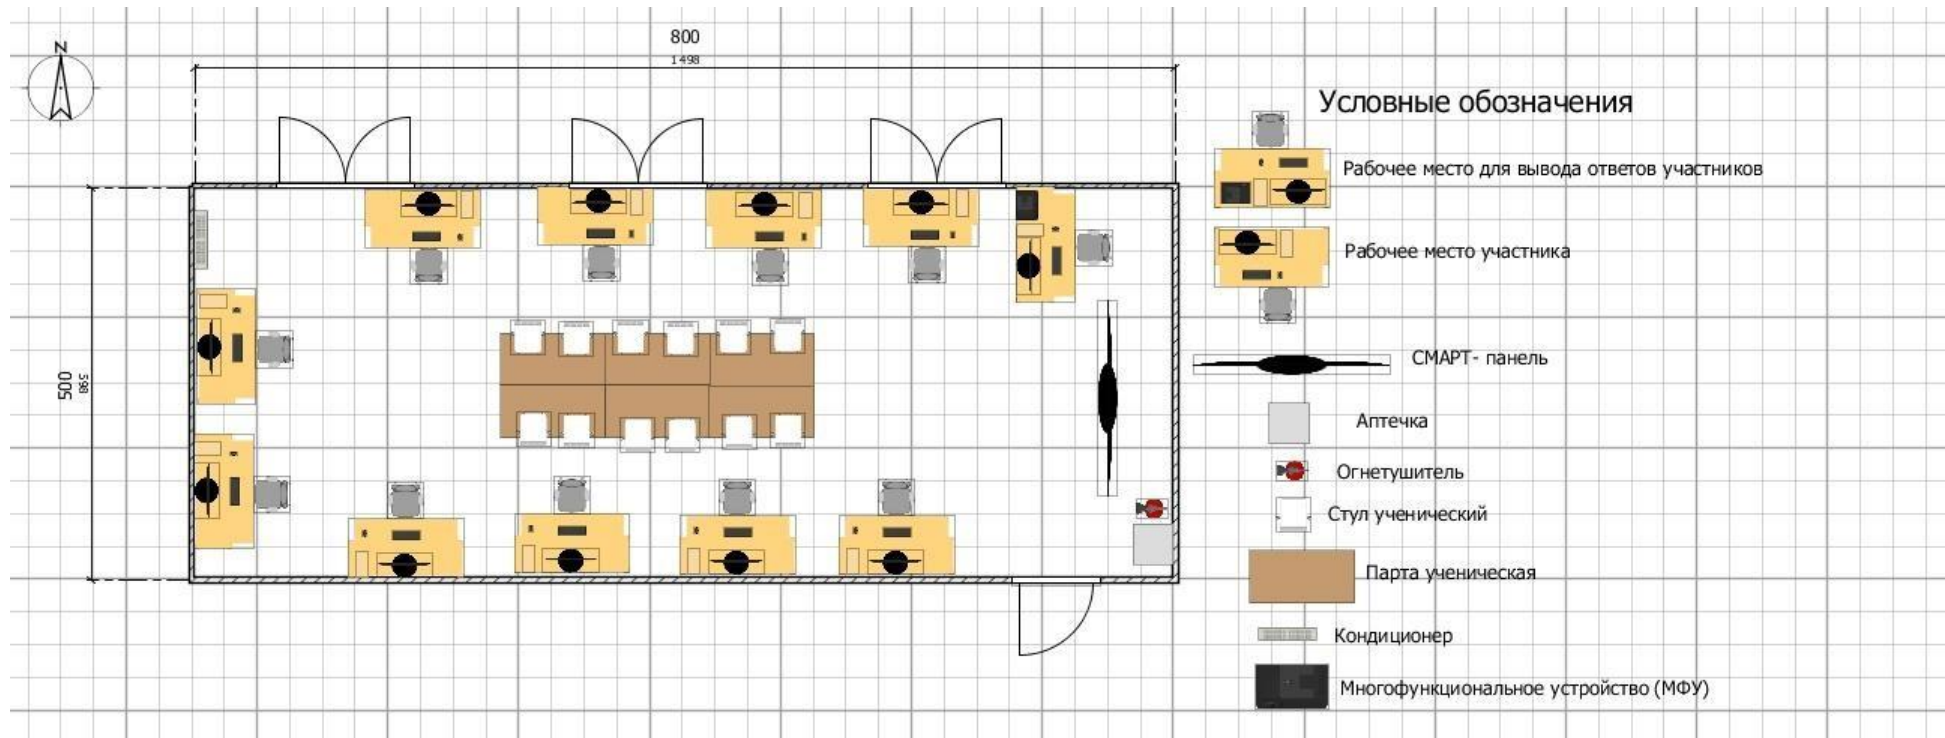 N
800
1498
500
598
Условные обозначения
Рабочее место для вывода ответов участников
Рабочее место участника
СМАРТ- панель
Аптечка
Огнетушитель
Стул ученический
Парта ученическая
Кондиционер
Многофункциональное устройство (МФУ)